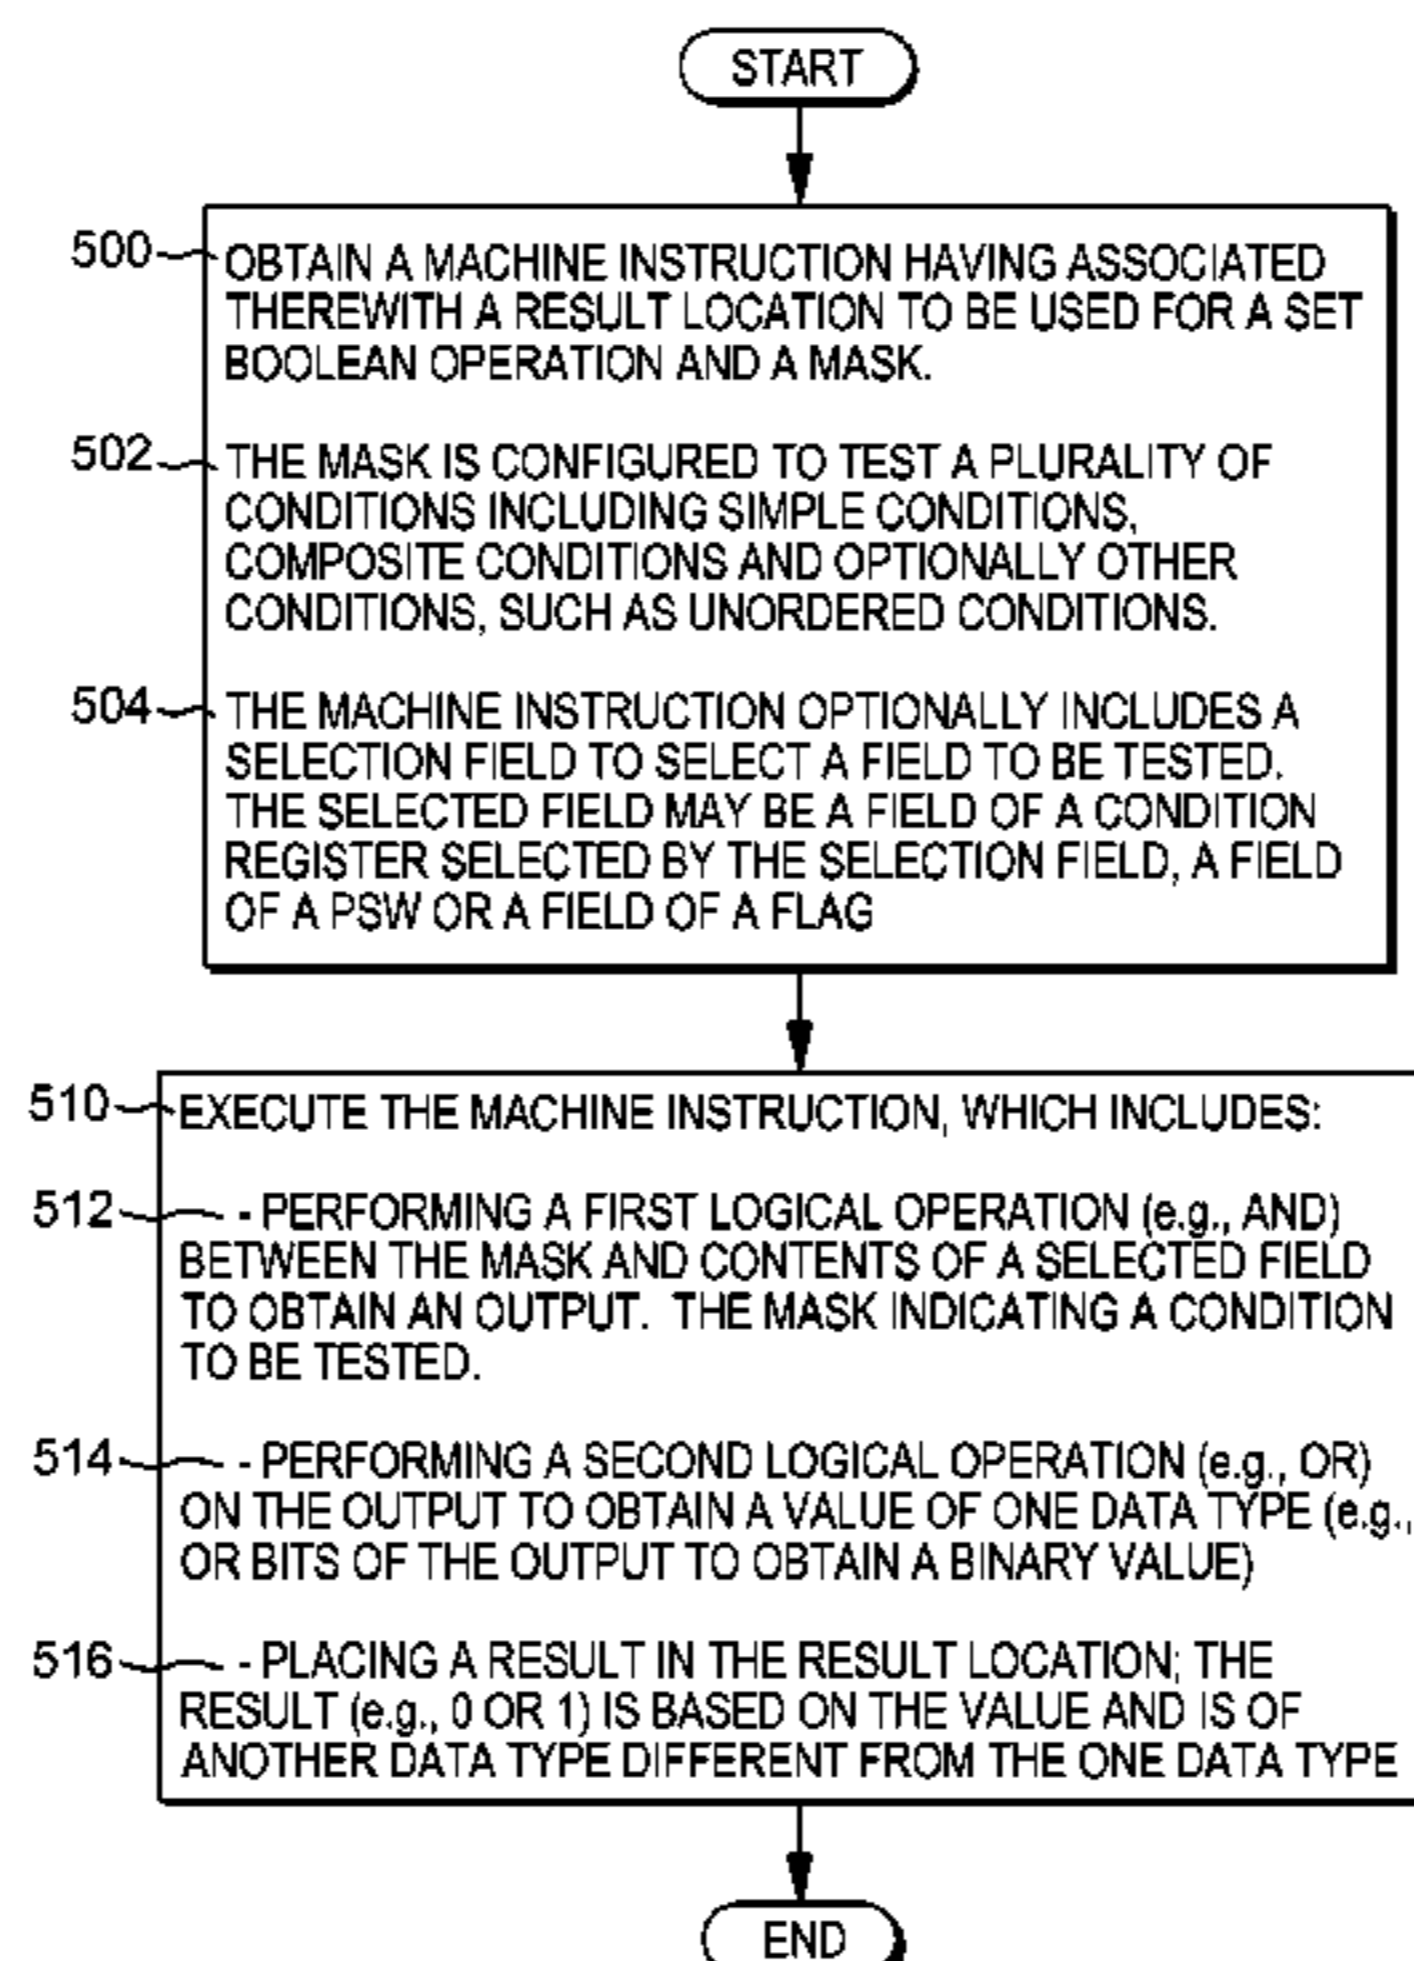 START
500 OBTAIN A MACHINE INSTRUCTION HAVING ASSOCIATED
THEREWITH A RESULT LOCATION TO BE USED FOR A SET
BOOLEAN OPERATION AND A MASK.
502 THE MASK IS CONFIGURED TO TEST A PLURALITY OF
CONDITIONS INCLUDING SIMPLE CONDITIONS,
COMPOSITE CONDITIONS AND OPTIONALLY OTHER
CONDITIONS, SUCH AS UNORDERED CONDITIONS.
504 THE MACHINE INSTRUCTION OPTIONALLY INCLUDES A
SELECTION FIELD TO SELECT A FIELD TO BE TESTED.
THE SELECTED FIELD MAY BE A FIELD OF A CONDITION
REGISTER SELECTED BY THE SELECTION FIELD, A FIELD
OF A PSW OR A FIELD OF A FLAG
510 EXECUTE THE MACHINE INSTRUCTION, WHICH INCLUDES:
512 - PERFORMING A FIRST LOGICAL OPERATION (e.g., AND)
BETWEEN THE MASK AND CONTENTS OF A SELECTED FIELD
TO OBTAIN AN OUTPUT. THE MASK INDICATING A CONDITION
TO BE TESTED.
514 - PERFORMING A SECOND LOGICAL OPERATION (e.g., OR)
ON THE OUTPUT TO OBTAIN A VALUE OF ONE DATA TYPE (e.g.,
OR BITS OF THE OUTPUT TO OBTAIN A BINARY VALUE)
516 - PLACING A RESULT IN THE RESULT LOCATION; THE
RESULT (e.g., 0 OR 1) IS BASED ON THE VALUE AND IS OF
ANOTHER DATA TYPE DIFFERENT FROM THE ONE DATA TYPE
END